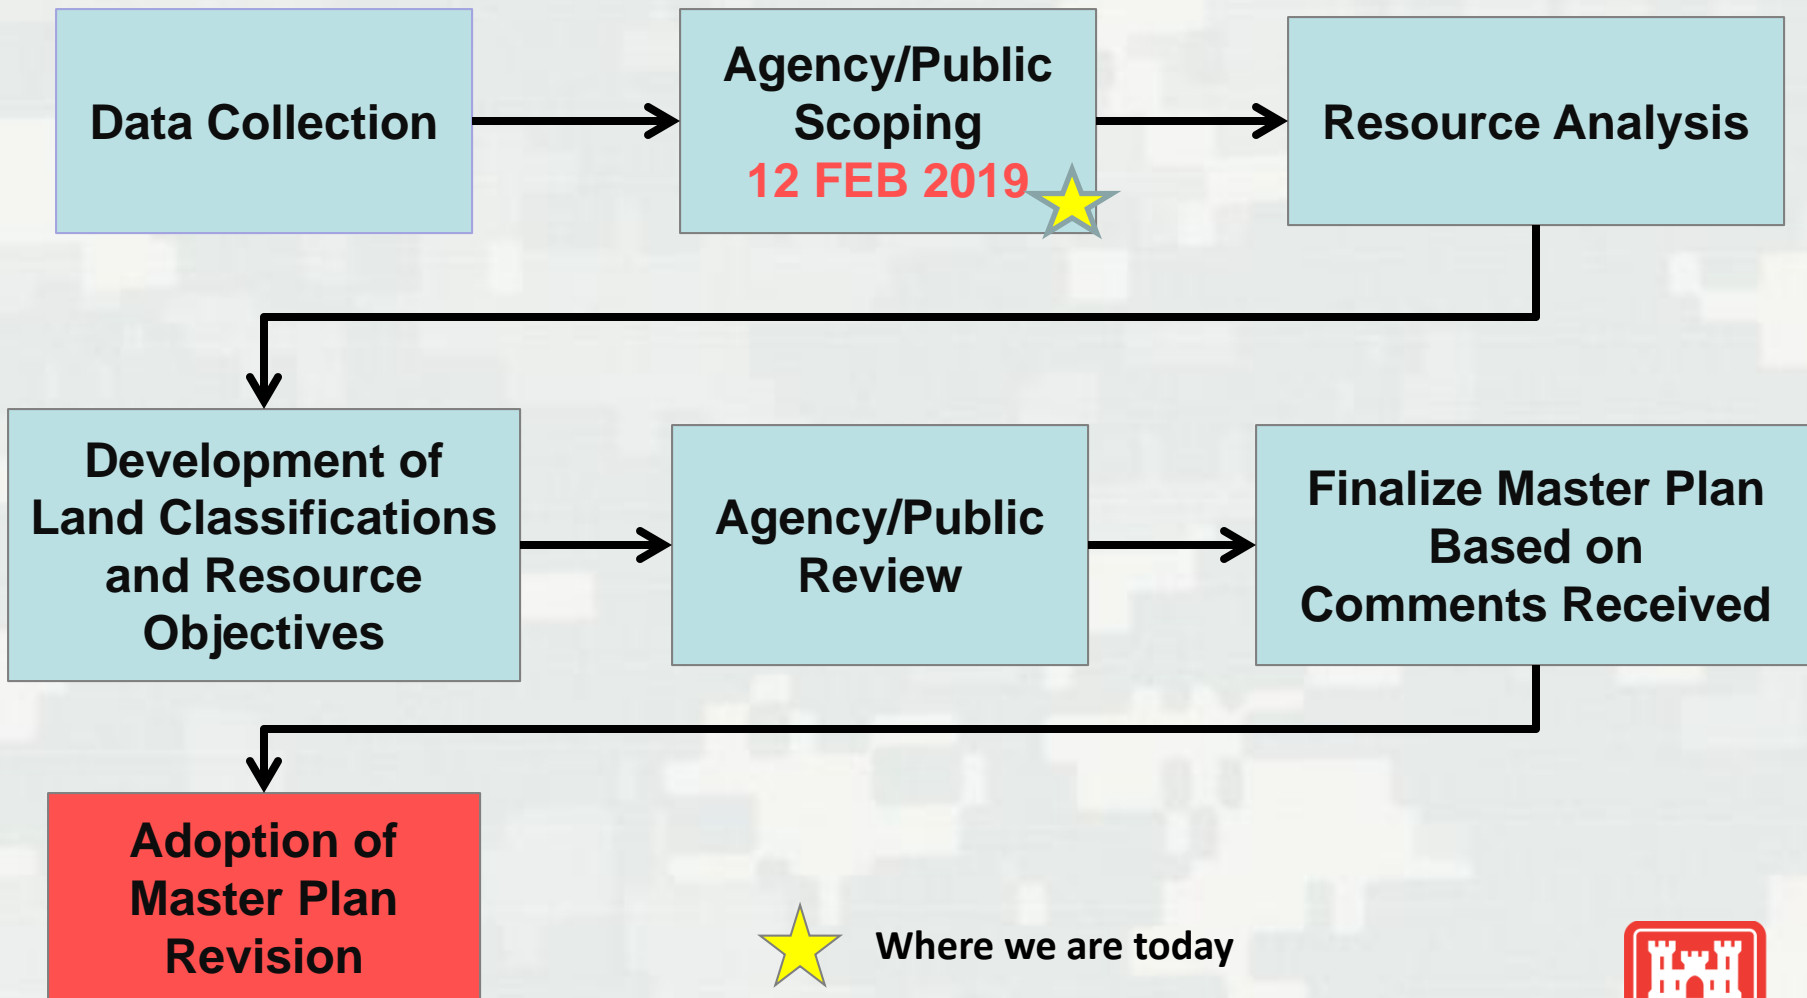 Data Collection
Agency/Public
Scoping
12 FEB 2019
Resource Analysis
Development of
Land Classifications
and Resource
Objectives
Agency/Public
Review
Finalize Master Plan
Based on
Comments Received
Adoption of
Master Plan
Revision
Where we are today